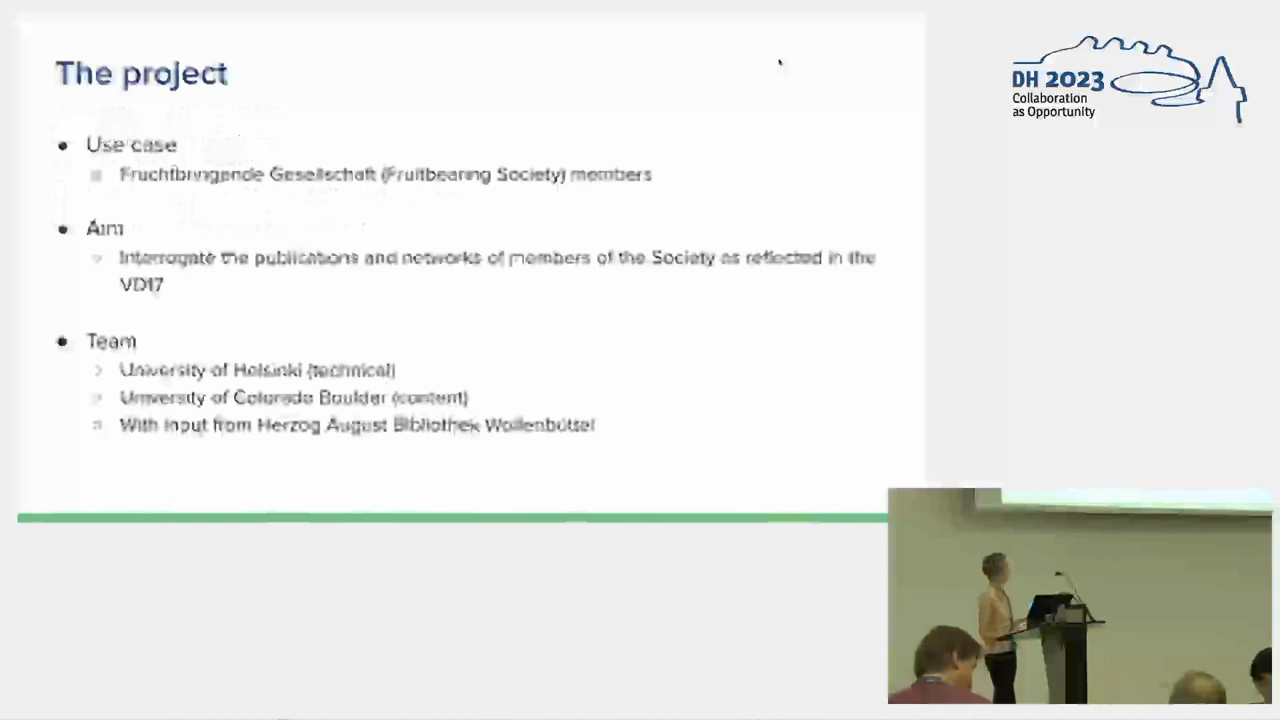 The project
Use case
Fruchtbringende Gesellschaft (Fruitbearing Society) members
Aim
Interrogate the publications and networks of members of the Society as reflected in the
VD17
Team
University of Helsinki (technical)
University of Colorado Boulder (content)
With input from Herzog August Bibliothek Wolfenbüttel
DH 2023
Collaboration
as Opportunity